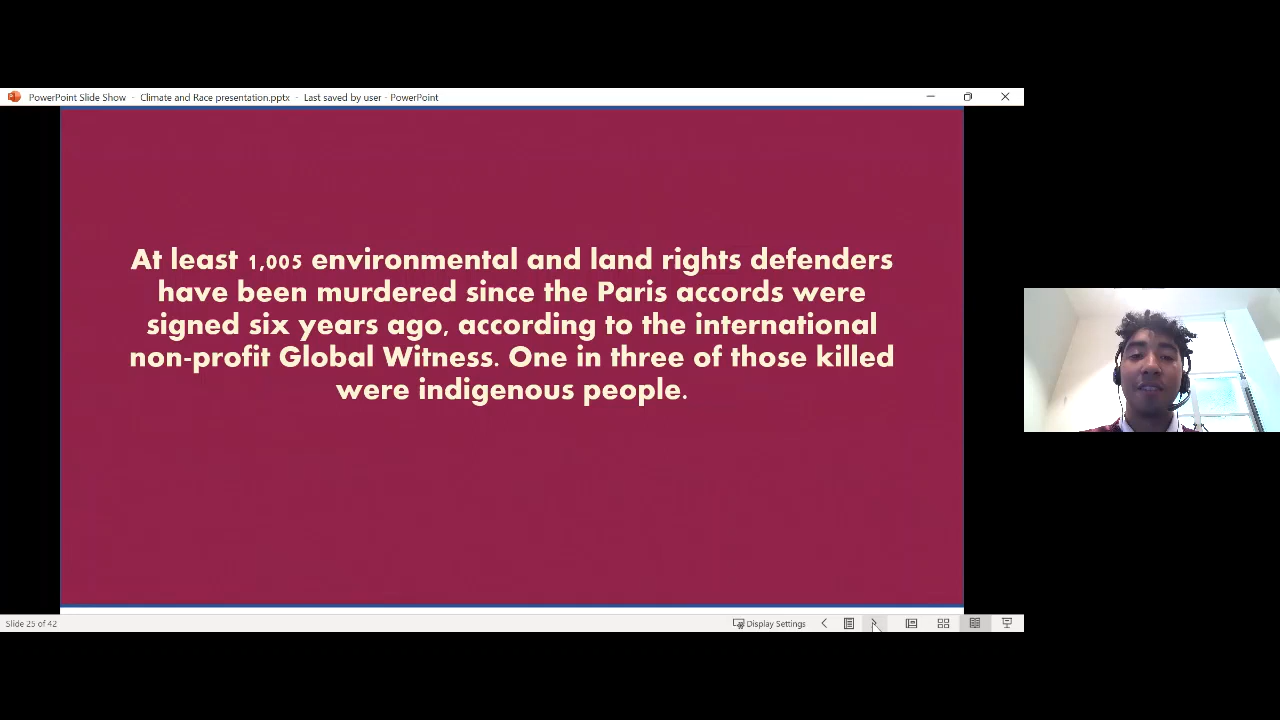 PowerPoint Slide Show - Climate and Race presentation.pptx - Last saved by user - PowerPoint
At least 1,005 environmental and land rights defenders
have been murdered since the Paris accords were
signed six years ago, according to the international
non-profit Global Witness. One in three of those killed
were indigenous people.
Slide 25 of 42
Display Settings